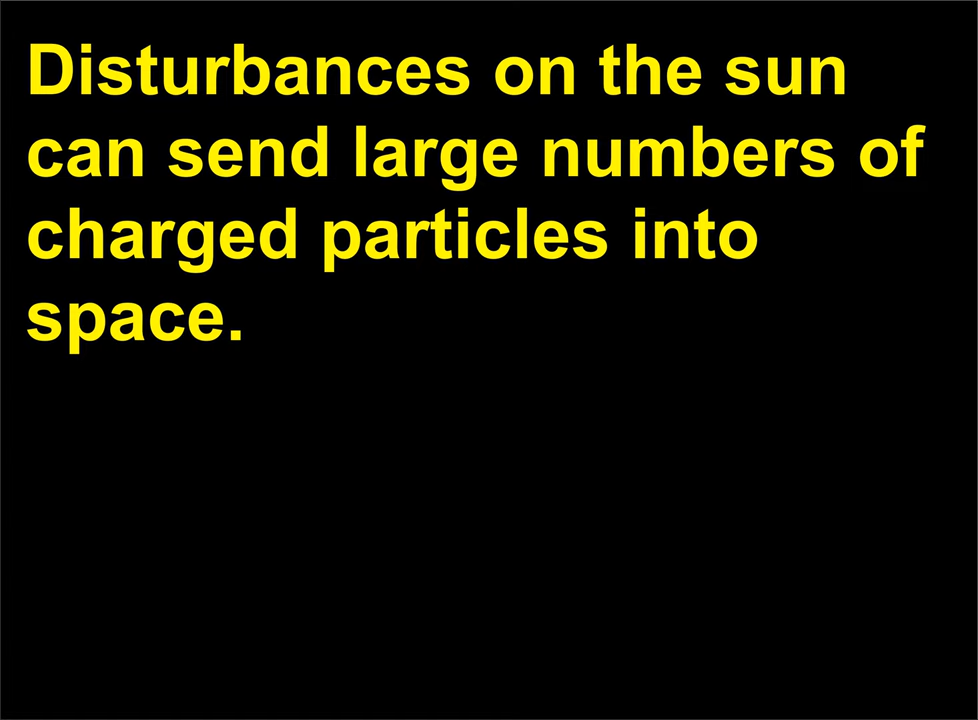 Disturbances on the sun
can send large numbers of
charged particles into
space.